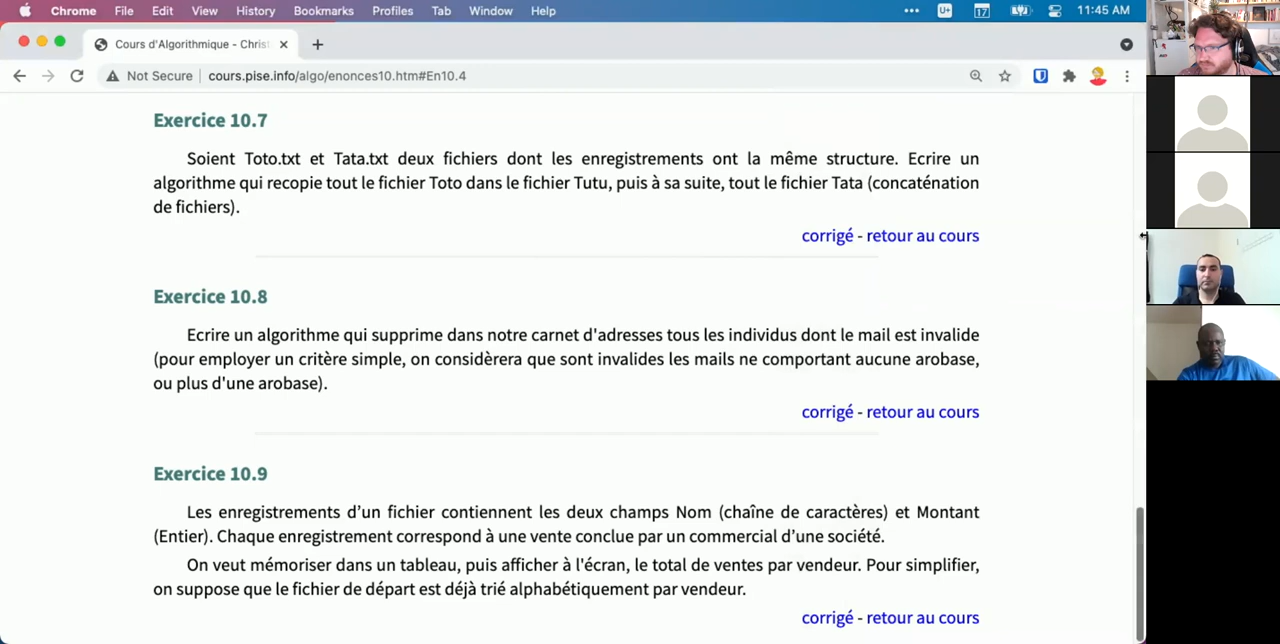 Chrome File Edit View History Bookmarks Profiles Tab Window Help ••• U+ 17 11:45 AM
Cours d'Algorithmique - Chris
Not Secure cours.pise.info/algo/enonces10.htm#En10.4
Exercice 10.7
Soient Toto.txt et Tata.txt deux fichiers dont les enregistrements ont la même structure. Ecrire un
algorithme qui recopie tout le fichier Toto dans le fichier Tutu, puis à sa suite, tout le fichier Tata (concaténation
de fichiers).
corrigé - retour au cours
Exercice 10.8
Ecrire un algorithme qui supprime dans notre carnet d'adresses tous les individus dont le mail est invalide
(pour employer un critère simple, on considèrera que sont invalides les mails ne comportant aucune arobase,
ou plus d'une arobase).
corrigé - retour au cours
Exercice 10.9
Les enregistrements d’un fichier contiennent les deux champs Nom (chaîne de caractères) et Montant
(Entier). Chaque enregistrement correspond à une vente conclue par un commercial d’une société.
On veut mémoriser dans un tableau, puis afficher à l'écran, le total de ventes par vendeur. Pour simplifier,
on suppose que le fichier de départ est déjà trié alphabétiquement par vendeur.
corrigé - retour au cours